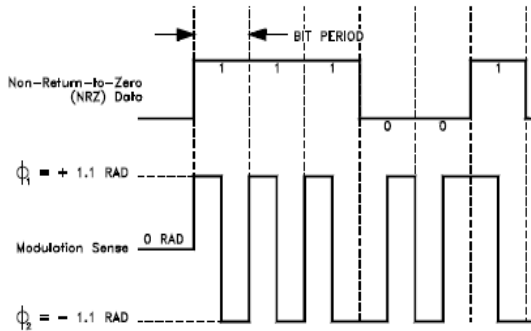 BIT PERIOD
1 1 1 1
Non-Return-to-Zero
(NRZ) Data
0 0
ϕ₁ = + 1.1 RAD
0 RAD
Modulation Sense
ϕ₂ = - 1.1 RAD